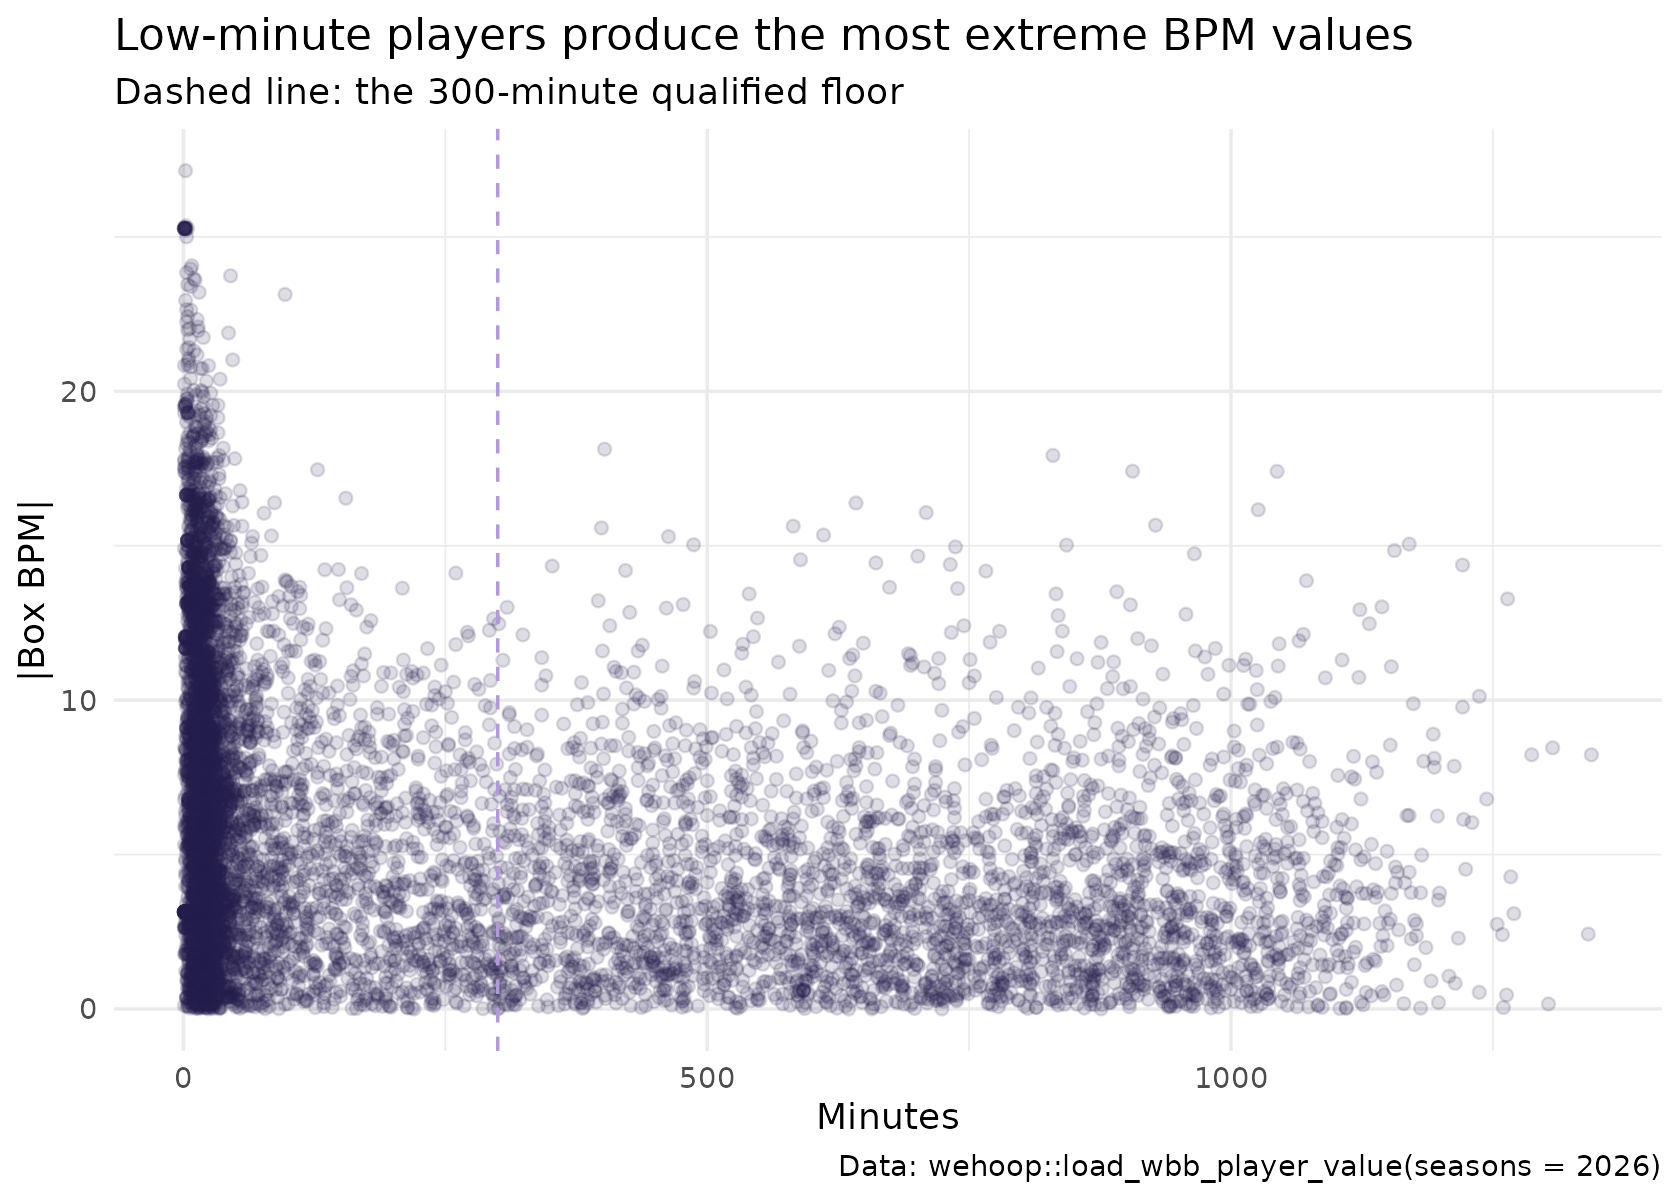 Low-minute players produce the most extreme BPM values
Dashed line: the 300-minute qualified floor
|Box BPM|
20
10
0
0
500
1000
Minutes
Data: wehoop::load_wbb_player_value(seasons = 2026)